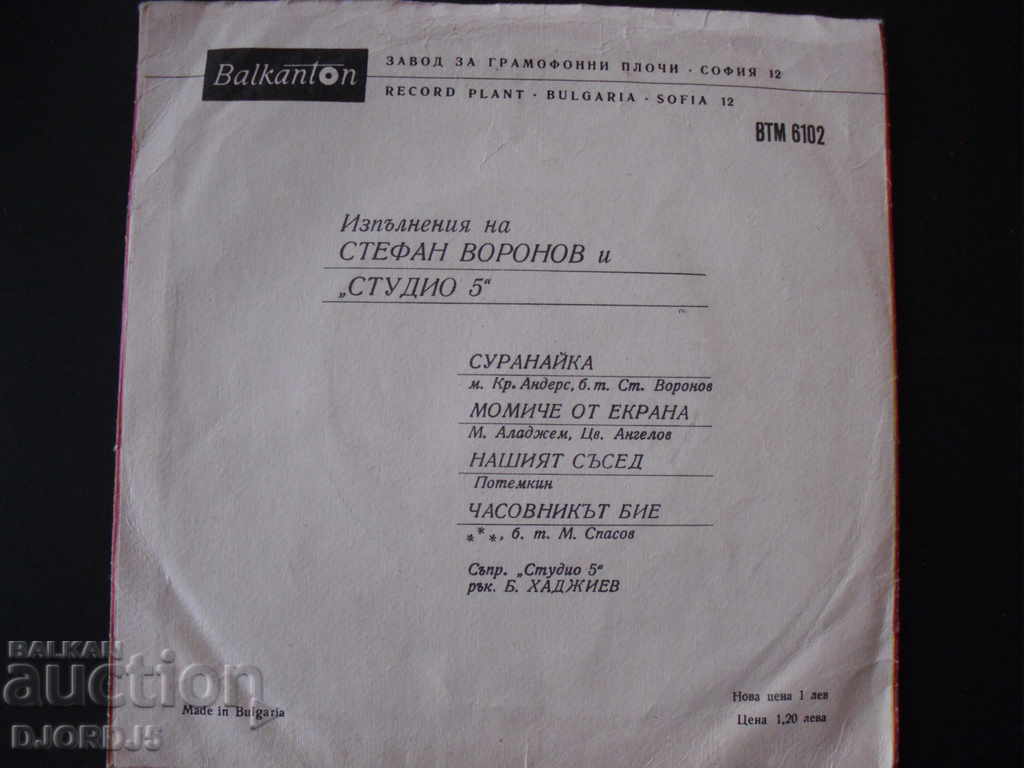 Balkanton
ЗАВОД ЗА ГРАМОФОННИ ПЛОЧИ · СОФИЯ 12
RECORD PLANT · BULGARIA · SOFIA 12
ВТМ 6102
Изпълнения на
СТЕФАН ВОРОНОВ и
„СТУДИО 5“
СУРАНАЙКА
м. Кр. Андерс, б. т. Ст. Воронов
МОМИЧЕ ОТ ЕКРАНА
М. Аладжем, Цв. Ангелов
НАШИЯТ СЪСЕД
Потемкин
ЧАСОВНИКЪТ БИЕ
***, б. т. М. Спасов
Съпр. „Студио 5“
рък. Б. ХАДЖИЕВ
Made in Bulgaria
Нова цена 1 лев
Цена 1,20 лева
BALKAN
auction
DJORDJ5